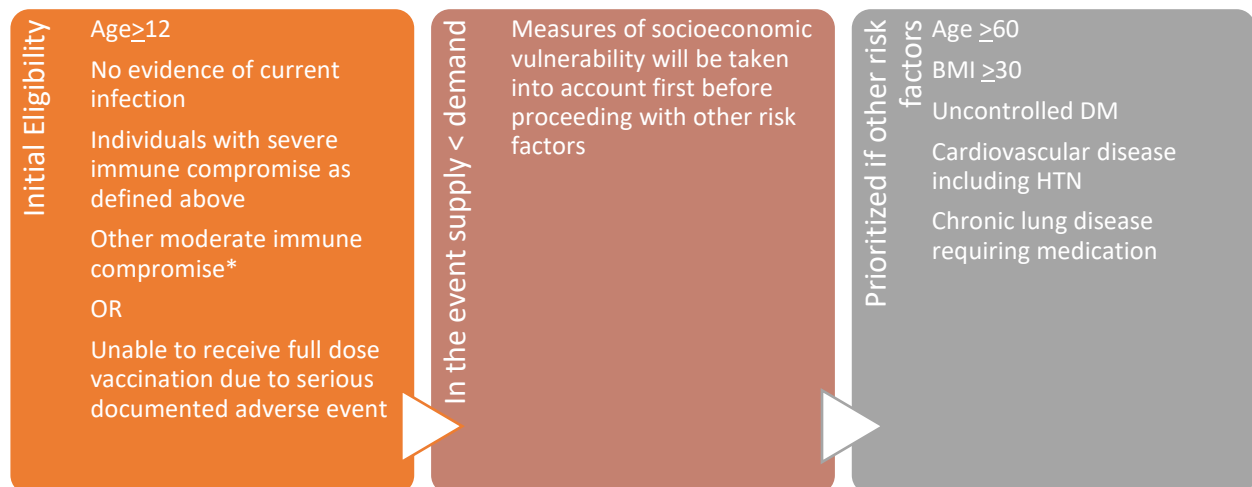 Initial Eligibility
Age≥12
No evidence of current
infection
Individuals with severe
immune compromise as
defined above
Other moderate immune
compromise*
OR
Unable to receive full dose
vaccination due to serious
documented adverse event
In the event supply < demand
Measures of socioeconomic
vulnerability will be taken
into account first before
proceeding with other risk
factors
Prioritized if other risk
factors
Age ≥60
BMI ≥30
Uncontrolled DM
Cardiovascular disease
including HTN
Chronic lung disease
requiring medication